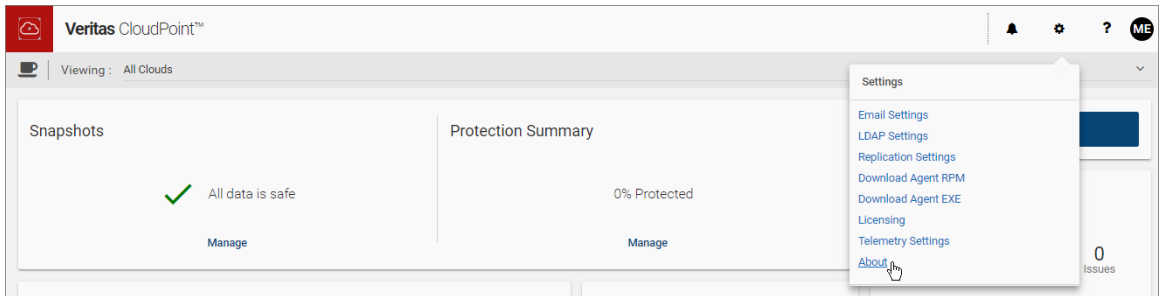 Veritas CloudPoint™
? ME
Viewing : All Clouds
Settings
Email Settings
LDAP Settings
Replication Settings
Download Agent RPM
Download Agent EXE
Licensing
Telemetry Settings
About
Snapshots
All data is safe
Manage
Protection Summary
0% Protected
Manage
0
Issues